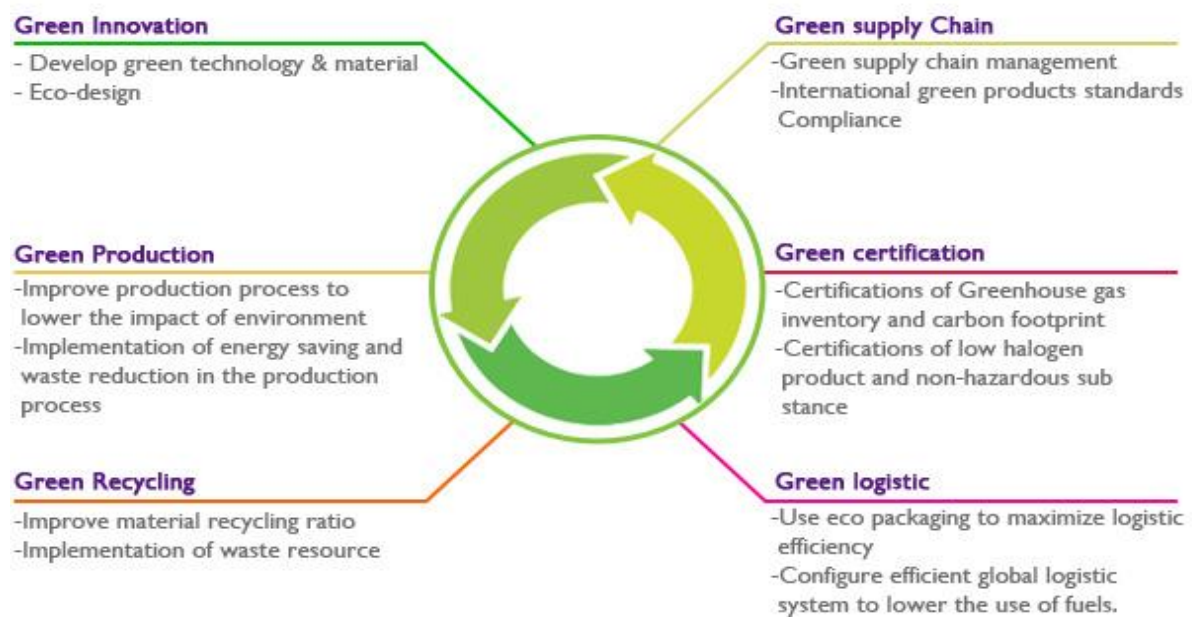 Green Innovation
- Develop green technology & material
- Eco-design
Green supply Chain
-Green supply chain management
-International green products standards
Compliance
Green Production
-Improve production process to
lower the impact of environment
-Implementation of energy saving and
waste reduction in the production
process
Green certification
-Certifications of Greenhouse gas
inventory and carbon footprint
-Certifications of low halogen
product and non-hazardous sub
stance
Green Recycling
-Improve material recycling ratio
-Implementation of waste resource
Green logistic
-Use eco packaging to maximize logistic
efficiency
-Configure efficient global logistic
system to lower the use of fuels.